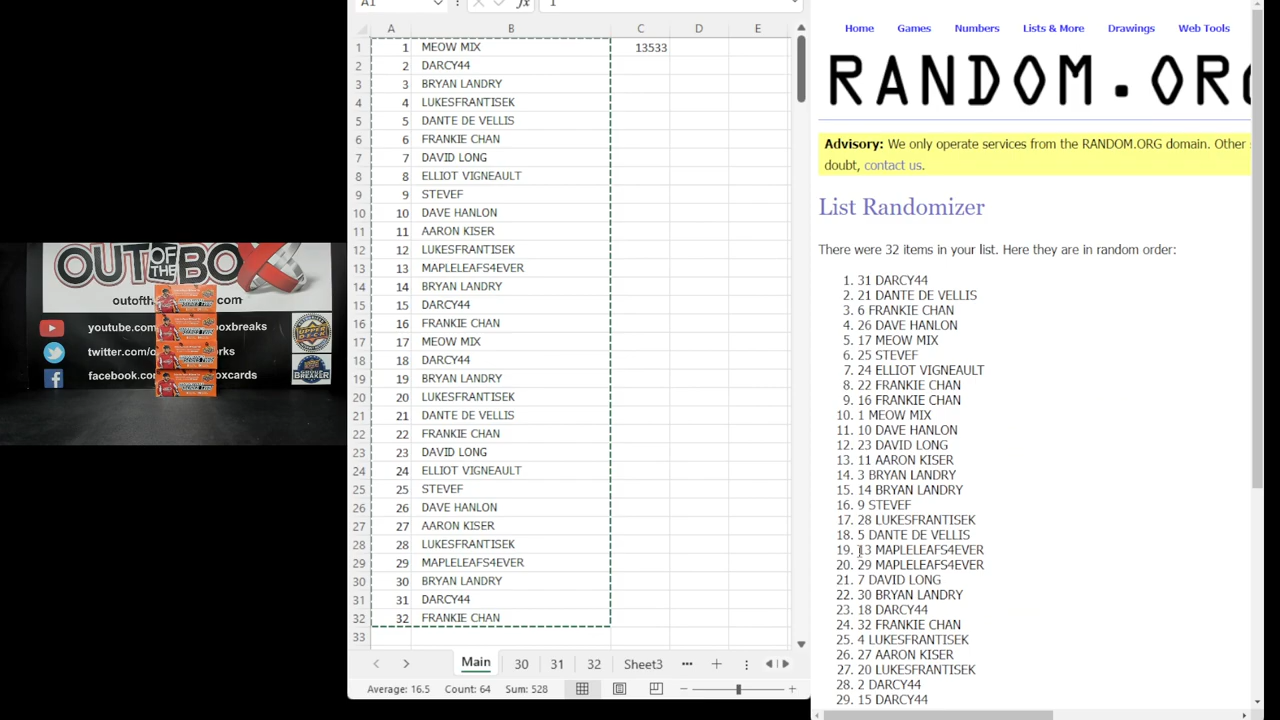 OUT OF THE BOX
outofth
com
youtube.com
oxbreaks
twitter.com/o
rks
facebook.com
oxcards
UPPER DECK
A1
1
A B C D E
1 1 MEOW MIX 13533
2 2 DARCY44
3 3 BRYAN LANDRY
4 4 LUKESFRANTISEK
5 5 DANTE DE VELLIS
6 6 FRANKIE CHAN
7 7 DAVID LONG
8 8 ELLIOT VIGNEAULT
9 9 STEVEF
10 10 DAVE HANLON
11 11 AARON KISER
12 12 LUKESFRANTISEK
13 13 MAPLELEAFS4EVER
14 14 BRYAN LANDRY
15 15 DARCY44
16 16 FRANKIE CHAN
17 17 MEOW MIX
18 18 DARCY44
19 19 BRYAN LANDRY
20 20 LUKESFRANTISEK
21 21 DANTE DE VELLIS
22 22 FRANKIE CHAN
23 23 DAVID LONG
24 24 ELLIOT VIGNEAULT
25 25 STEVEF
26 26 DAVE HANLON
27 27 AARON KISER
28 28 LUKESFRANTISEK
29 29 MAPLELEAFS4EVER
30 30 BRYAN LANDRY
31 31 DARCY44
32 32 FRANKIE CHAN
33
Main 30 31 32 Sheet3
Average: 16.5 Count: 64 Sum: 528
Home Games Numbers Lists & More Drawings Web Tools
RANDOM.ORG
Advisory: We only operate services from the RANDOM.ORG domain. Other
doubt, contact us.
List Randomizer
There were 32 items in your list. Here they are in random order:
1. 31 DARCY44
2. 21 DANTE DE VELLIS
3. 6 FRANKIE CHAN
4. 26 DAVE HANLON
5. 17 MEOW MIX
6. 25 STEVEF
7. 24 ELLIOT VIGNEAULT
8. 22 FRANKIE CHAN
9. 16 FRANKIE CHAN
10. 1 MEOW MIX
11. 10 DAVE HANLON
12. 23 DAVID LONG
13. 11 AARON KISER
14. 3 BRYAN LANDRY
15. 14 BRYAN LANDRY
16. 9 STEVEF
17. 28 LUKESFRANTISEK
18. 5 DANTE DE VELLIS
19. 13 MAPLELEAFS4EVER
20. 29 MAPLELEAFS4EVER
21. 7 DAVID LONG
22. 30 BRYAN LANDRY
23. 18 DARCY44
24. 32 FRANKIE CHAN
25. 4 LUKESFRANTISEK
26. 27 AARON KISER
27. 20 LUKESFRANTISEK
28. 2 DARCY44
29. 15 DARCY44